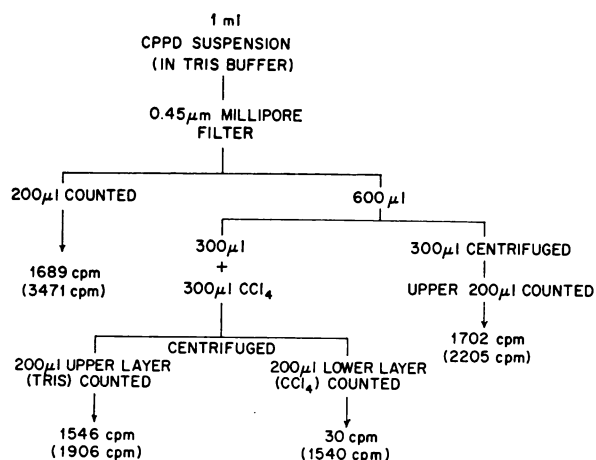 1 ml
CPPD SUSPENSION
(IN TRIS BUFFER)
0.45μm MILLIPORE
FILTER
200μl COUNTED
600 μl
1689 cpm
(3471 cpm)
300μl
+
300μl CCl₄
300μl CENTRIFUGED
UPPER 200μl COUNTED
1702 cpm
(2205 cpm)
CENTRIFUGED
200μl UPPER LAYER
(TRIS) COUNTED
200μl LOWER LAYER
(CCl₄) COUNTED
1546 cpm
(1906 cpm)
30 cpm
(1540 cpm)